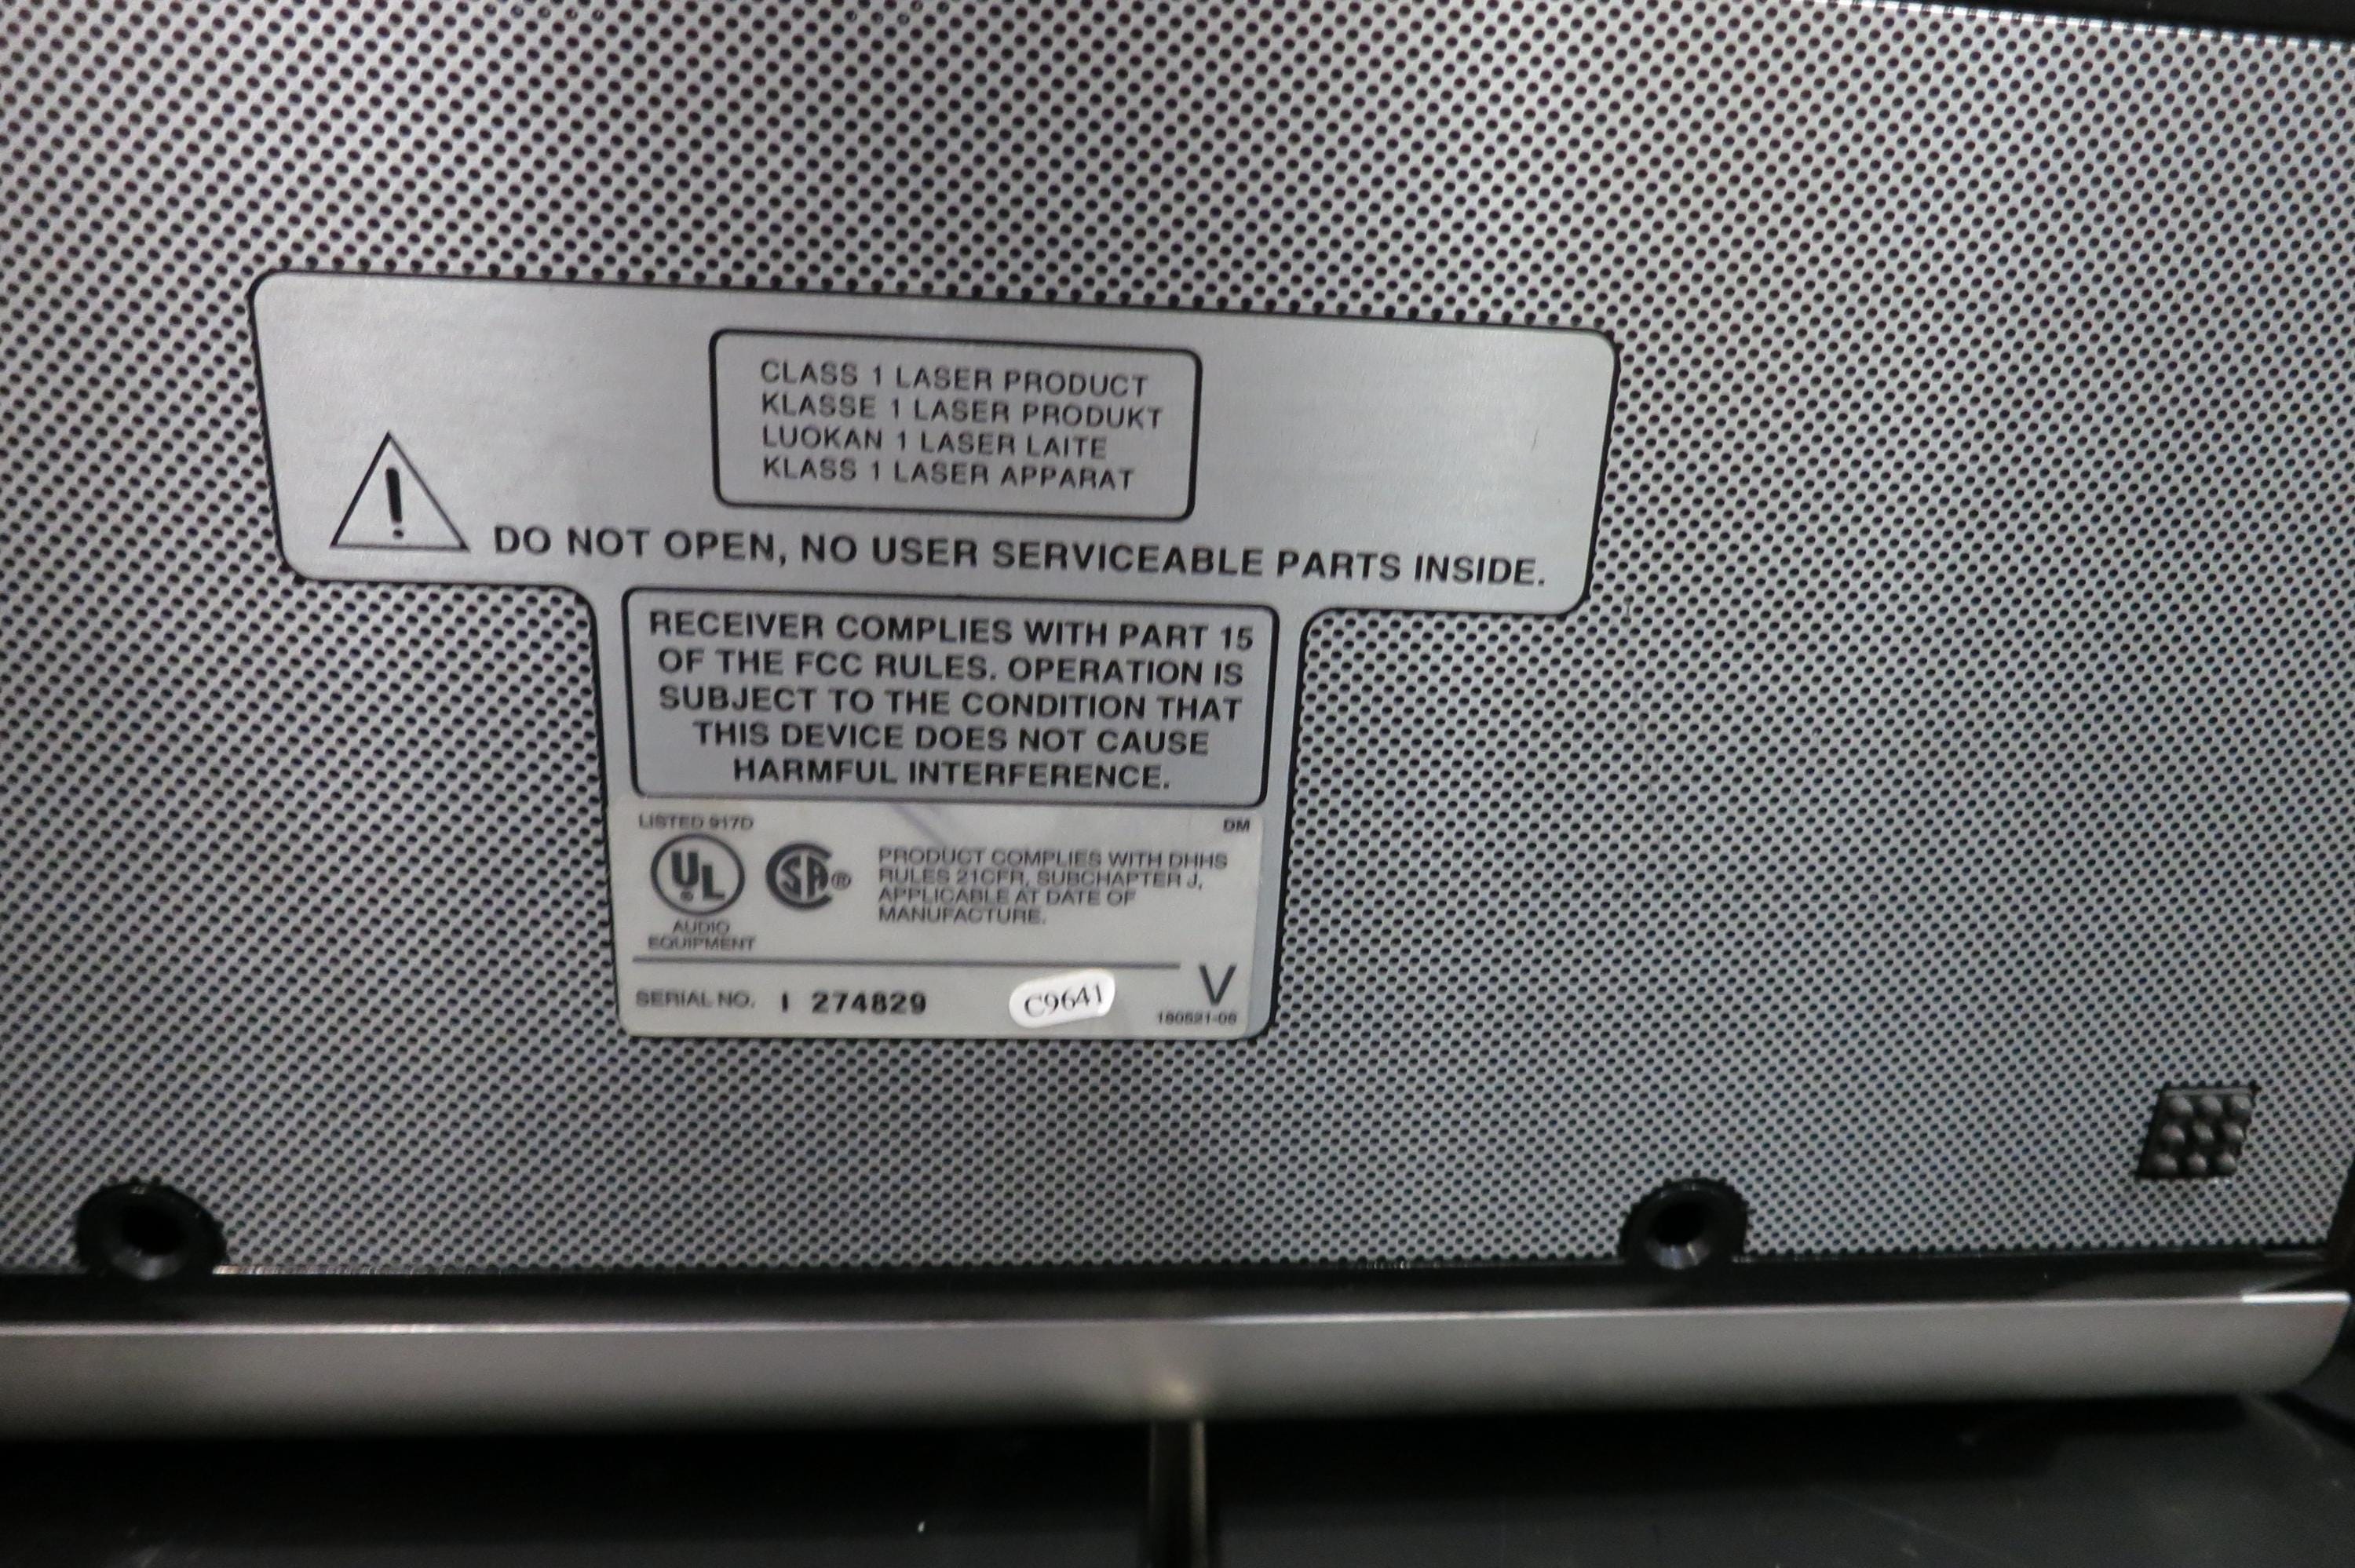 CLASS 1 LASER PRODUCT
KLASSE 1 LASER PRODUKT
LUOKAN 1 LASER LAITE
KLASS 1 LASER APPARAT
! DO NOT OPEN, NO USER SERVICEABLE PARTS INSIDE.
RECEIVER COMPLIES WITH PART 15
OF THE FCC RULES. OPERATION IS
SUBJECT TO THE CONDITION THAT
THIS DEVICE DOES NOT CAUSE
HARMFUL INTERFERENCE.
LISTED 917D
DM
UL
SA®
AUDIO
EQUIPMENT
PRODUCT COMPLIES WITH DHHS
RULES 21CFR, SUBCHAPTER J,
APPLICABLE AT DATE OF
MANUFACTURE.
SERIAL NO. I 274829
C9641
V